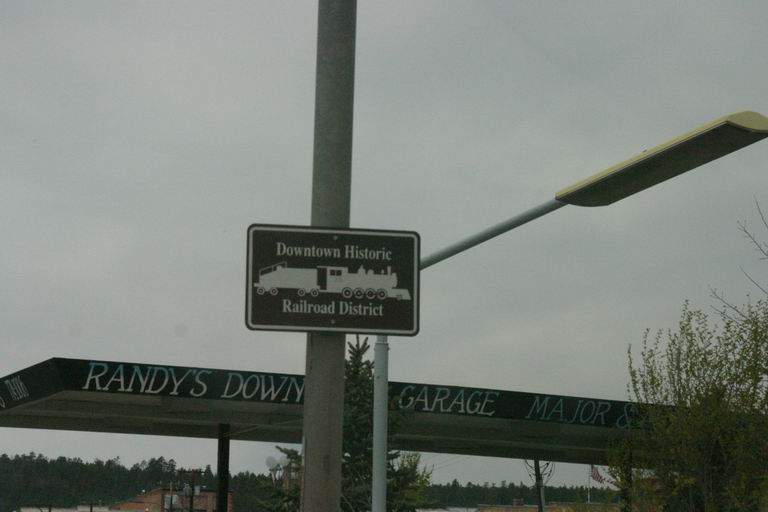 Downtown Historic
Railroad District
RANDY'S DOWN GARAGE MAJOR &